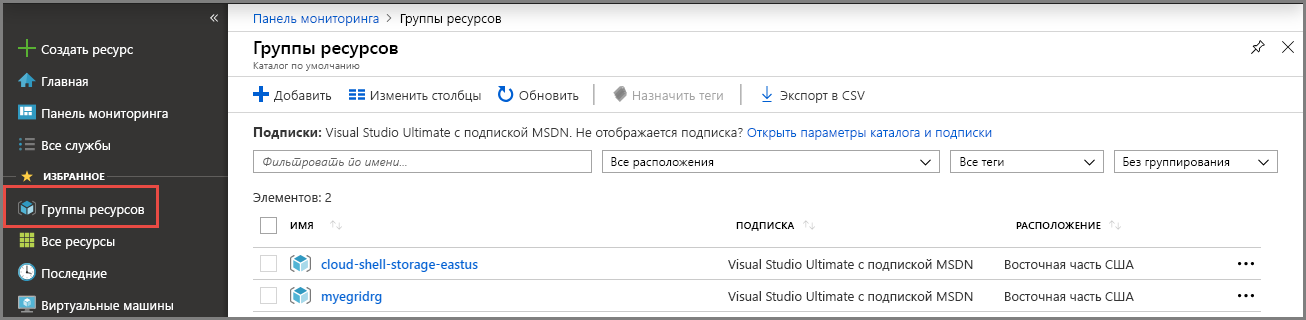 «
Создать ресурс
Главная
Панель мониторинга
Все службы
ИЗБРАННОЕ
Группы ресурсов
Все ресурсы
Последние
Виртуальные машины
Панель мониторинга > Группы ресурсов
Группы ресурсов
Каталог по умолчанию
Добавить Изменить столбцы Обновить Назначить теги Экспорт в CSV
Подписки: Visual Studio Ultimate с подпиской MSDN. Не отображается подписка? Открыть параметры каталога и подписки
Фильтровать по имени... Все расположения Все теги Без группирования
Элементов: 2
ИМЯ ПОДПИСКА РАСПОЛОЖЕНИЕ
cloud-shell-storage-eastus Visual Studio Ultimate с подпиской MSDN Восточная часть США
myegridrg Visual Studio Ultimate с подпиской MSDN Восточная часть США